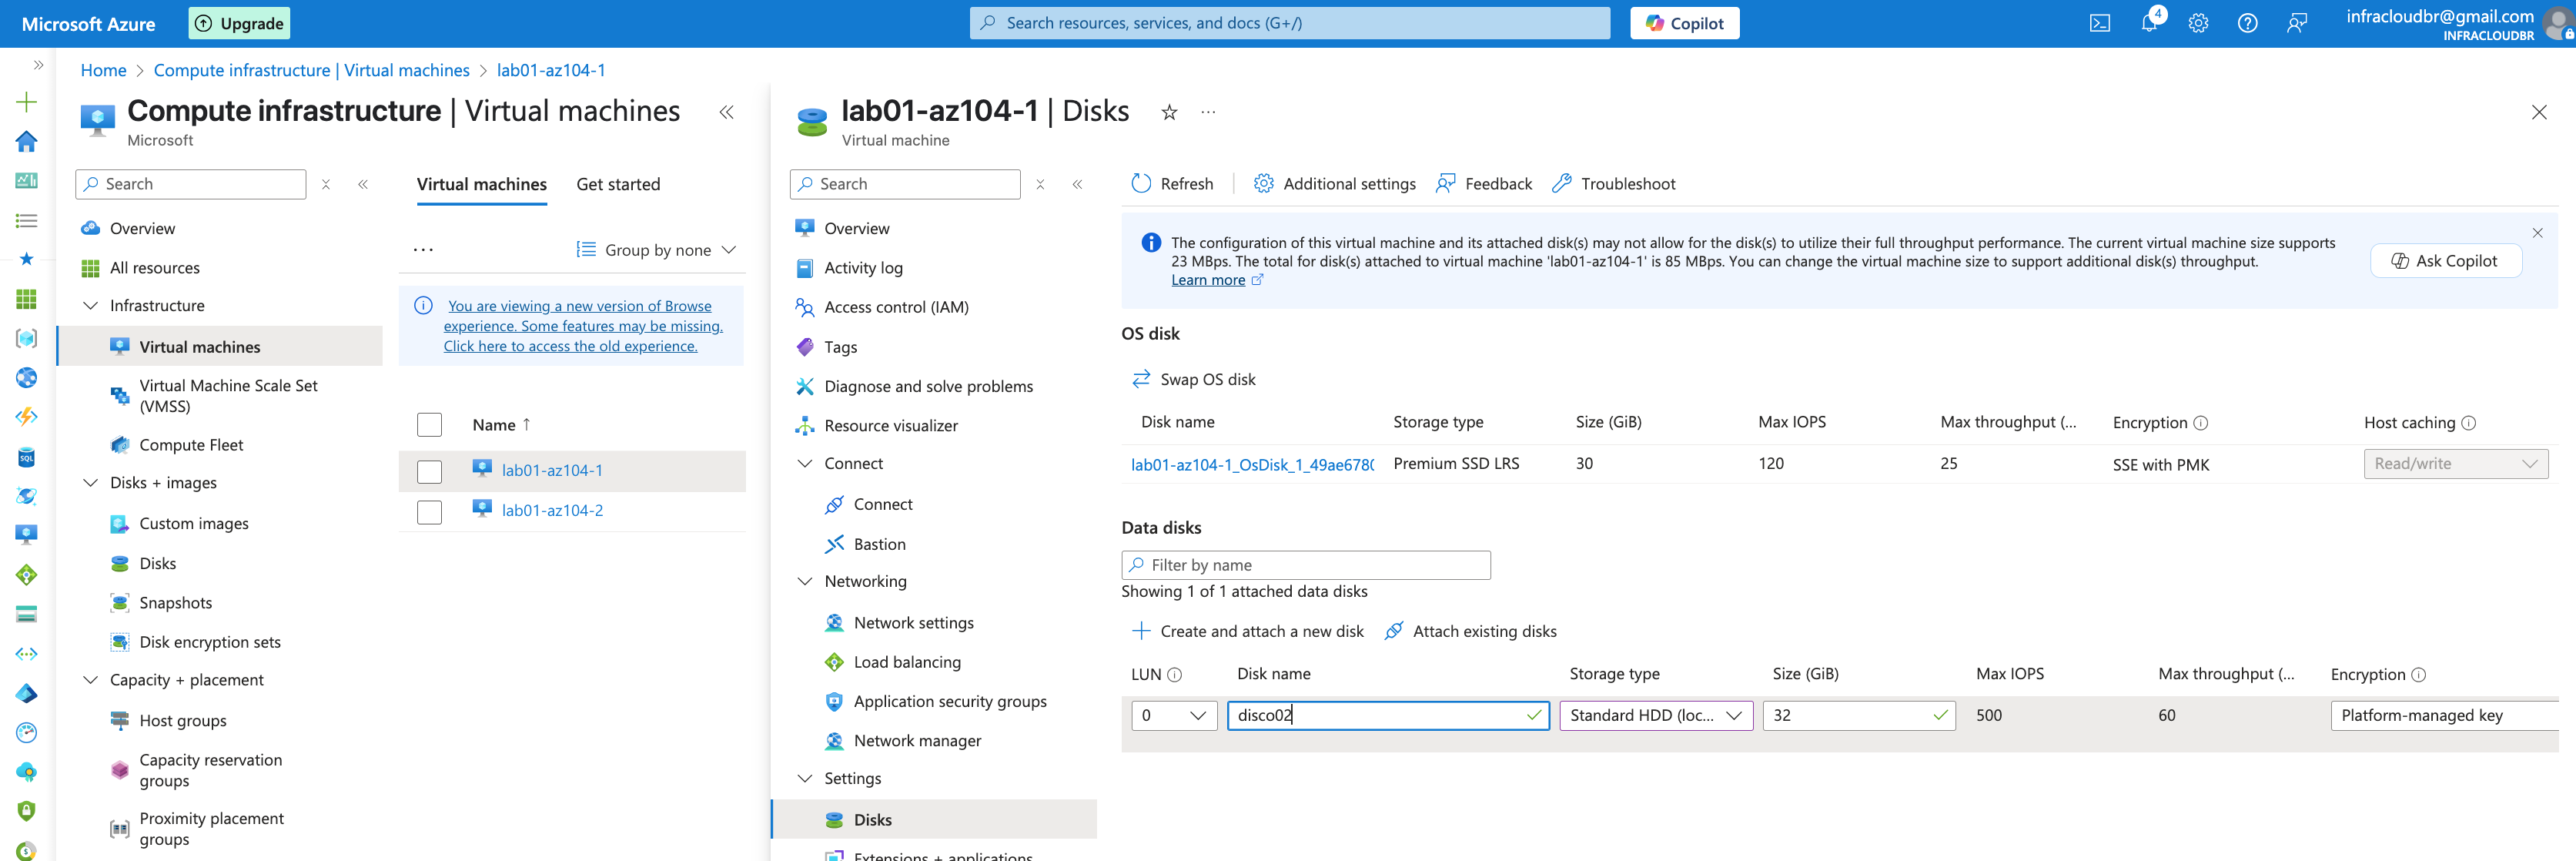 Microsoft Azure
Upgrade
Search resources, services, and docs (G+/)
Copilot
4
infracloudbr@gmail.com
INFRACLOUDBR
Home > Compute infrastructure | Virtual machines > lab01-az104-1
Compute infrastructure | Virtual machines
Microsoft
Search
Overview
All resources
Infrastructure
Virtual machines
Virtual Machine Scale Set
(VMSS)
Compute Fleet
Disks + images
Custom images
Disks
Snapshots
Disk encryption sets
Capacity + placement
Host groups
Capacity reservation
groups
Proximity placement
groups
SQL
Virtual machines
Get started
Group by none
You are viewing a new version of Browse
experience. Some features may be missing.
Click here to access the old experience.
Name ↑
lab01-az104-1
lab01-az104-2
lab01-az104-1 | Disks
Virtual machine
Search
Overview
Activity log
Access control (IAM)
Tags
Diagnose and solve problems
Resource visualizer
Connect
Connect
Bastion
Networking
Network settings
Load balancing
Application security groups
Network manager
Settings
Disks
Extensions + applications
Refresh
Additional settings
Feedback
Troubleshoot
The configuration of this virtual machine and its attached disk(s) may not allow for the disk(s) to utilize their full throughput performance. The current virtual machine size supports
23 MBps. The total for disk(s) attached to virtual machine 'lab01-az104-1' is 85 MBps. You can change the virtual machine size to support additional disk(s) throughput.
Learn more
Ask Copilot
OS disk
Swap OS disk
Disk name Storage type Size (GiB) Max IOPS Max throughput (... Encryption Host caching
lab01-az104-1_OsDisk_1_49ae678 Premium SSD LRS 30 120 25 SSE with PMK Read/write
Data disks
Filter by name
Showing 1 of 1 attached data disks
Create and attach a new disk
Attach existing disks
LUN Disk name Storage type Size (GiB) Max IOPS Max throughput (... Encryption
0 disco02 Standard HDD (loc... 32 500 60 Platform-managed key